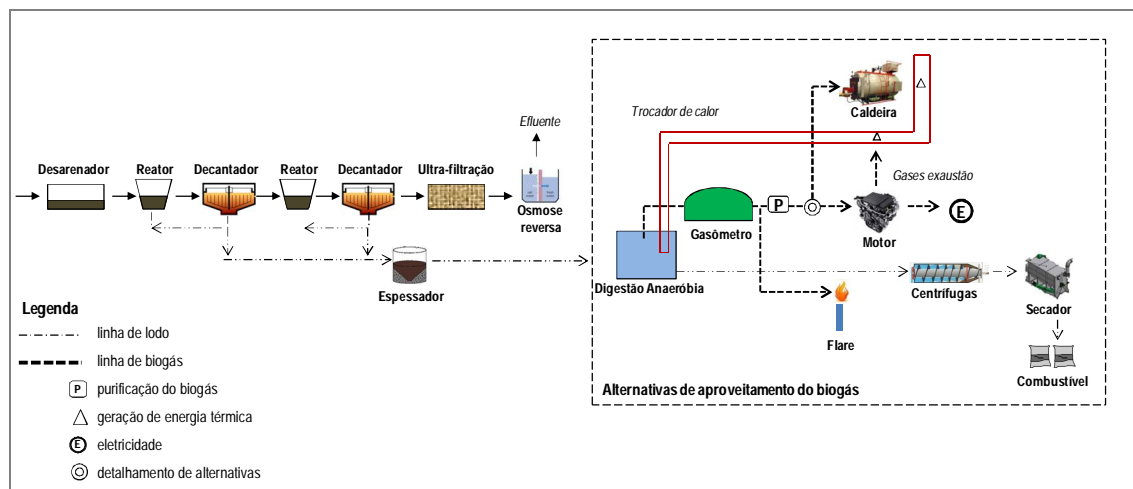 Caldeira
Trocador de calor
Efluente
Desarenador
Reator
Decantador
Reator
Decantador
Ultra-filtração
Gases exaustão
Osmose
reversa
P
E
Gasômetro
Motor
Digestão Anaeróbia
Centrífugas
Espessador
Secador
Flare
Combustível
Legenda
linha de lodo
linha de biogás
P purificação do biogás
geração de energia térmica
E eletricidade
detalhamento de alternativas
Alternativas de aproveitamento do biogás